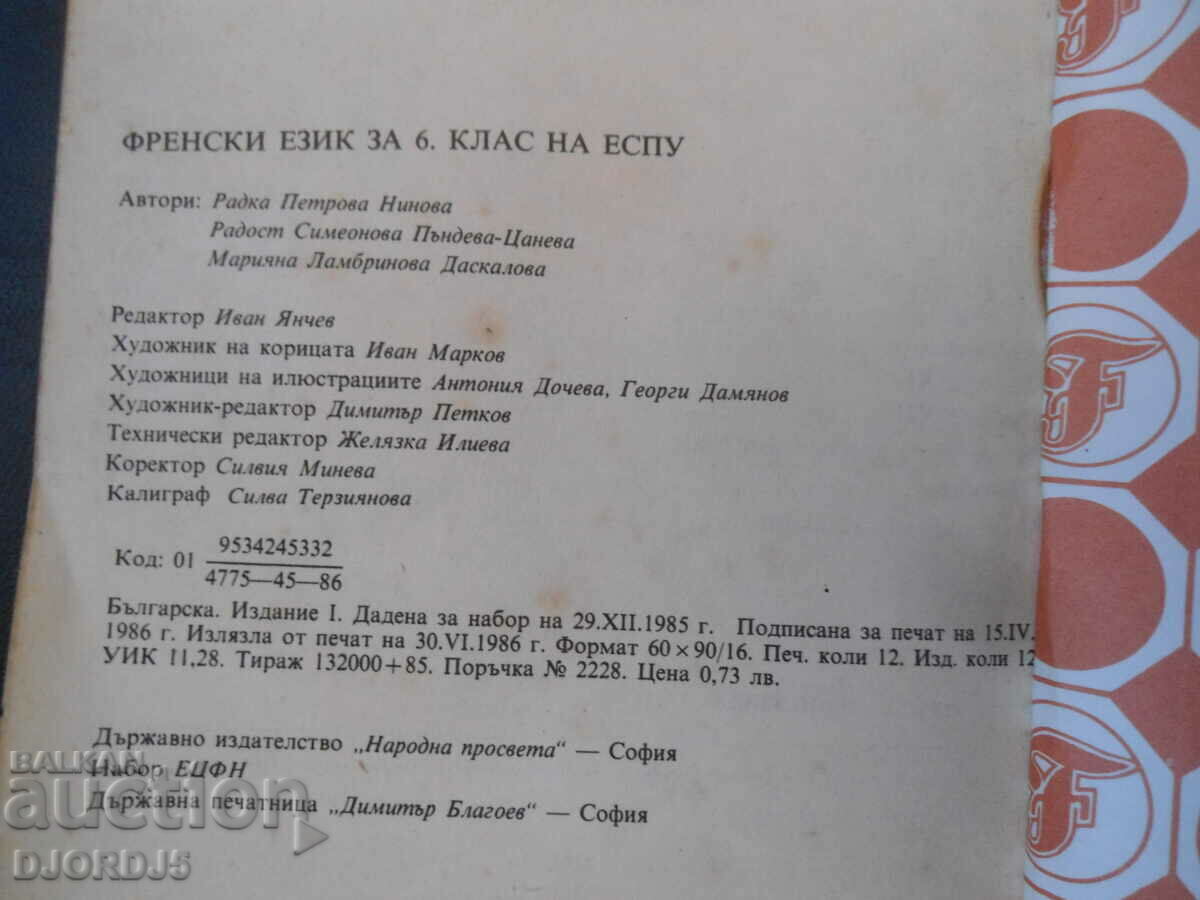 ФРЕНСКИ ЕЗИК ЗА 6. КЛАС НА ЕСПУ
Автори: Радка Петрова Нинова
Радост Симеонова Пъндева-Цанева
Марияна Ламбринова Даскалова
Редактор Иван Янчев
Художник на корицата Иван Марков
Художници на илюстрациите Антония Дочева, Георги Дамянов
Художник-редактор Димитър Петков
Технически редактор Желязка Илиева
Коректор Силвия Минева
Калиграф Силва Терзиянова
Код: 01 9534245332
4775—45—86
Българска. Издание I. Дадена за набор на 29.XII.1985 г. Подписана за печат на 15.IV.
1986 г. Излязла от печат на 30.VI.1986 г. Формат 60×90/16. Печ. коли 12. Изд. коли 12
УИК 11,28. Тираж 132000+85. Поръчка № 2228. Цена 0,73 лв.
Държавно издателство „Народна просвета“ — София
Набор ЕЦФН
Държавна печатница „Димитър Благоев“ — София
BALKAN
auction
DJORDJ5